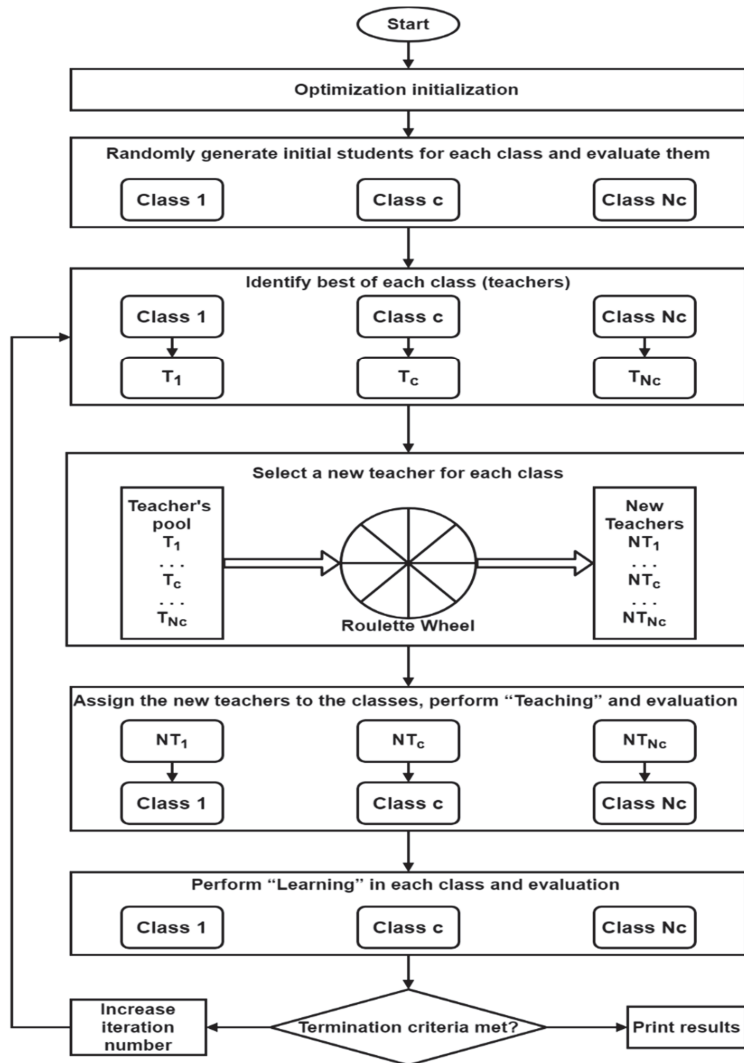 Start
Optimization initialization
Randomly generate initial students for each class and evaluate them
Class 1
Class c
Class Nc
Identify best of each class (teachers)
Class 1
Class c
Class Nc
T1
Tc
TNc
Select a new teacher for each class
Teacher's
pool
T1
. . .
Tc
. . .
TNc
Roulette Wheel
New
Teachers
NT1
. . .
NTc
. . .
NTNc
Assign the new teachers to the classes, perform “Teaching” and evaluation
NT1
NTc
NTNc
Class 1
Class c
Class Nc
Perform “Learning” in each class and evaluation
Class 1
Class c
Class Nc
Increase
iteration
number
Termination criteria met?
Print results